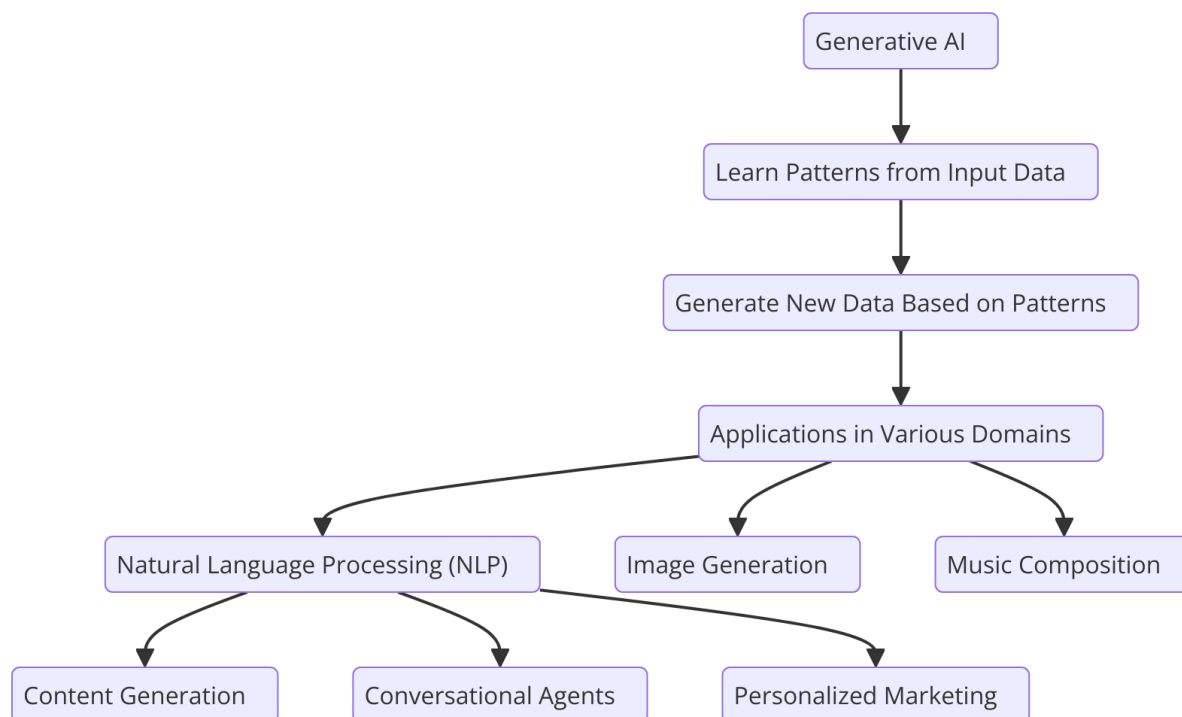 Generative AI
Learn Patterns from Input Data
Generate New Data Based on Patterns
Applications in Various Domains
Natural Language Processing (NLP)
Image Generation
Music Composition
Content Generation
Conversational Agents
Personalized Marketing